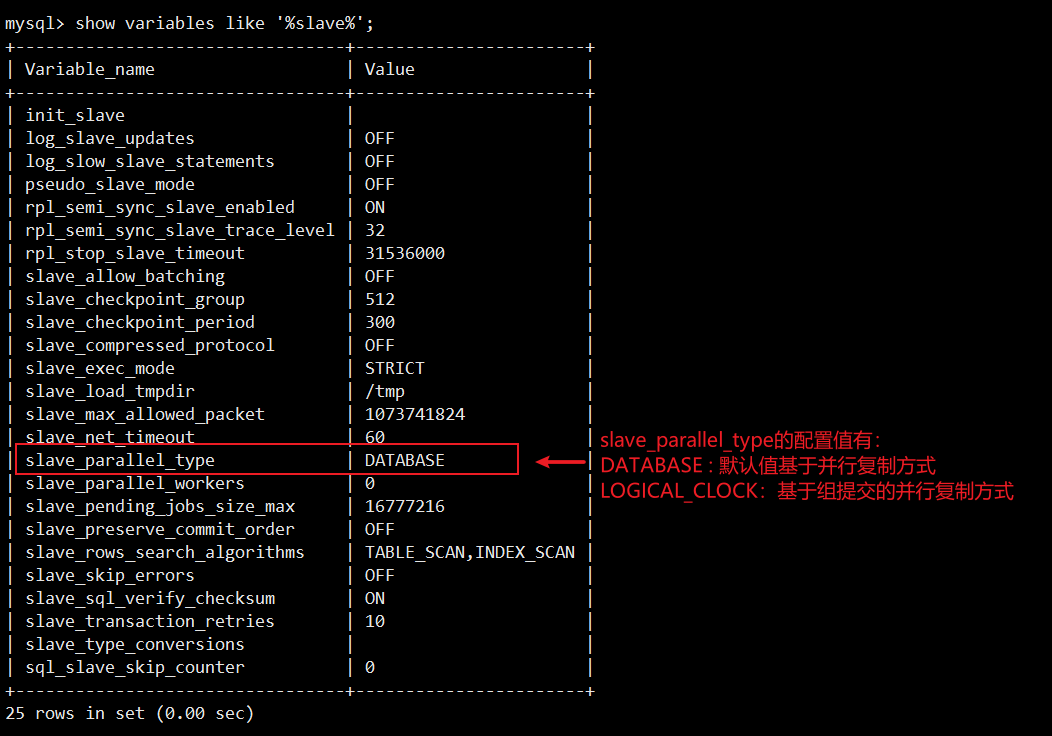 mysql> show variables like '%slave%';
+---------------------------------+------------------------+
| Variable_name                   | Value                  |
+---------------------------------+------------------------+
| init_slave                      |                        |
| log_slave_updates               | OFF                    |
| log_slow_slave_statements       | OFF                    |
| pseudo_slave_mode               | OFF                    |
| rpl_semi_sync_slave_enabled     | ON                     |
| rpl_semi_sync_slave_trace_level | 32                     |
| rpl_stop_slave_timeout          | 31536000               |
| slave_allow_batching            | OFF                    |
| slave_checkpoint_group          | 512                    |
| slave_checkpoint_period         | 300                    |
| slave_compressed_protocol       | OFF                    |
| slave_exec_mode                 | STRICT                 |
| slave_load_tmpdir               | /tmp                   |
| slave_max_allowed_packet        | 1073741824             |
| slave_net_timeout               | 60                     |
| slave_parallel_type             | DATABASE               |
| slave_parallel_workers          | 0                      |
| slave_pending_jobs_size_max     | 16777216               |
| slave_preserve_commit_order     | OFF                    |
| slave_rows_search_algorithms    | TABLE_SCAN,INDEX_SCAN  |
| slave_skip_errors               | OFF                    |
| slave_sql_verify_checksum       | ON                     |
| slave_transaction_retries       | 10                     |
| slave_type_conversions          |                        |
| sql_slave_skip_counter          | 0                      |
+---------------------------------+------------------------+
25 rows in set (0.00 sec)
slave_parallel_type的配置值有：
DATABASE : 默认值基于并行复制方式
LOGICAL_CLOCK：基于组提交的并行复制方式